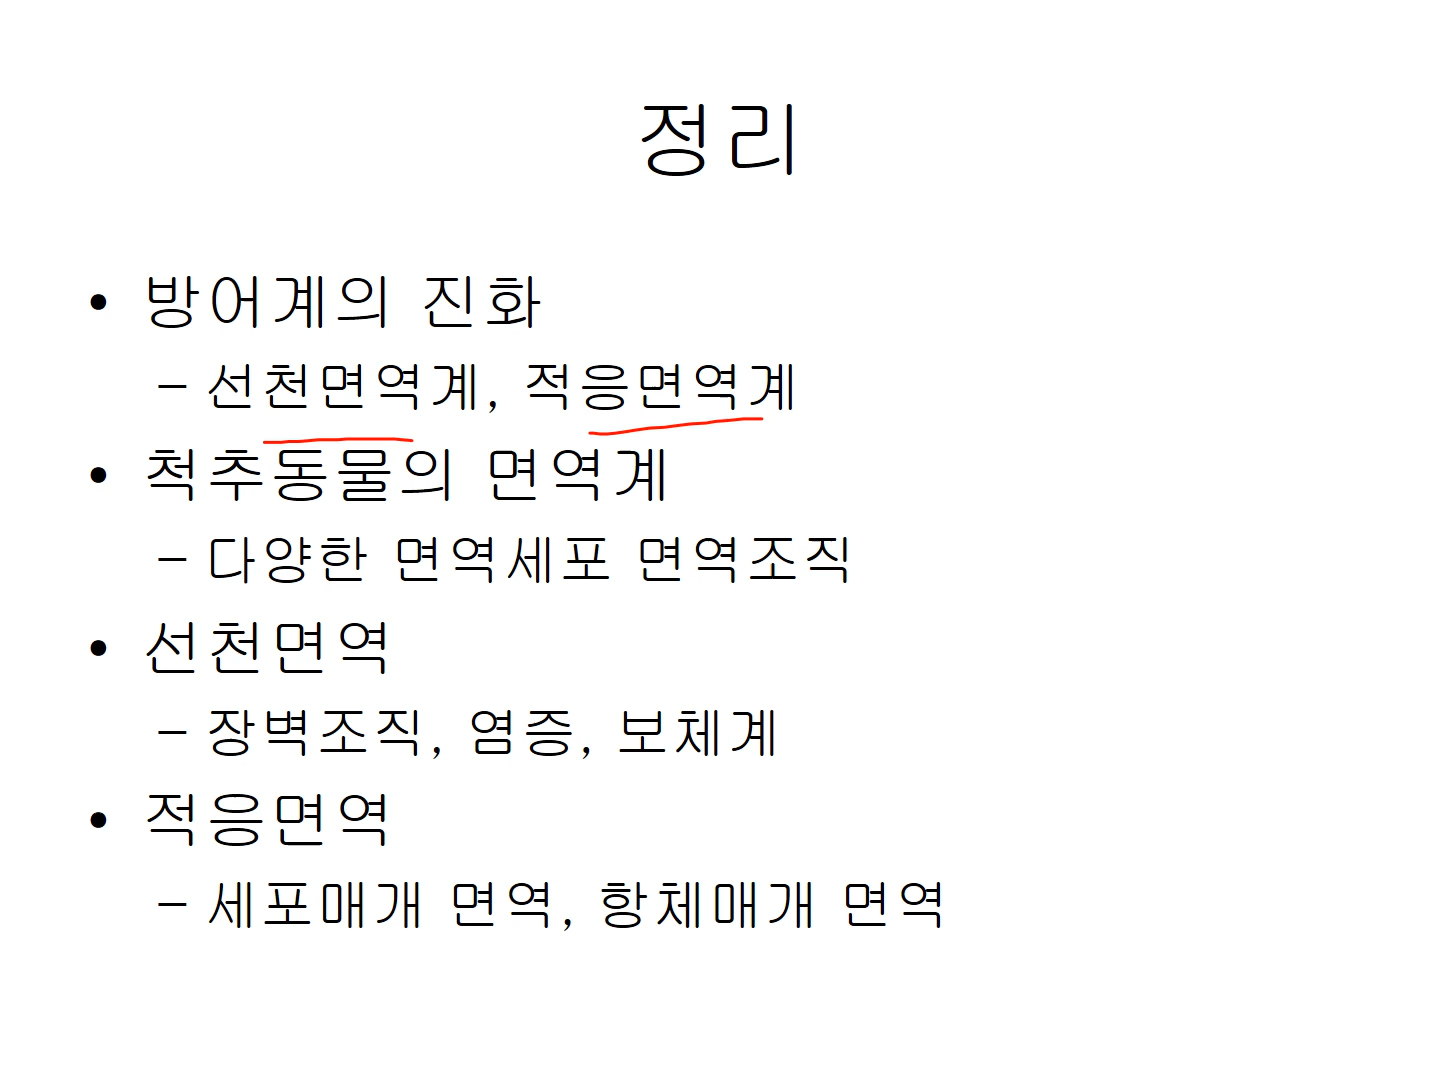 정리
• 방어계의 진화
– 선천면역계, 적응면역계
• 척추동물의 면역계
– 다양한 면역세포 면역조직
• 선천면역
– 장벽조직, 염증, 보체계
• 적응면역
– 세포매개 면역, 항체매개 면역